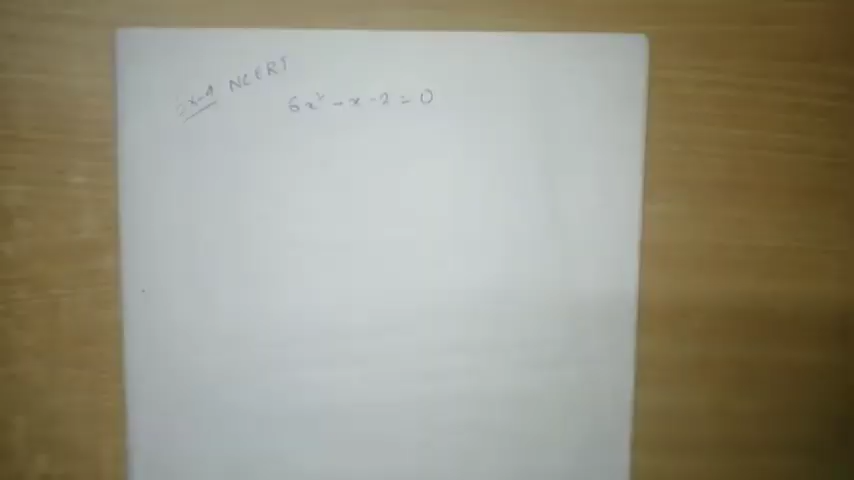 Ex-4 NCERT
6x² - x - 2 = 0